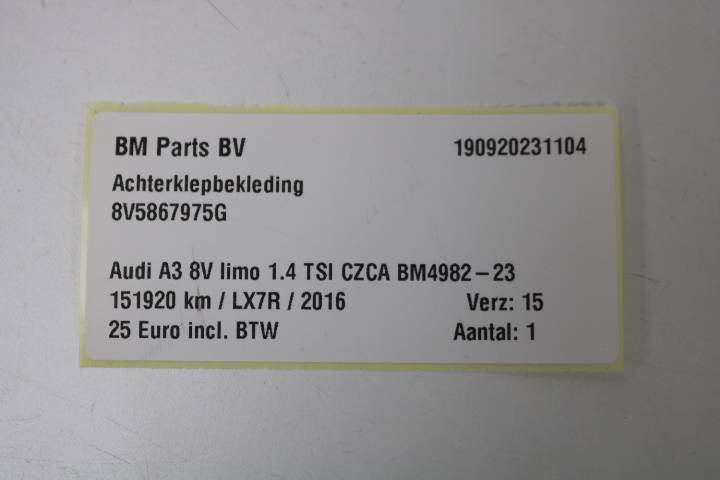 BM Parts BV 190920231104
Achterklepbekleding
8V5867975G
Audi A3 8V limo 1.4 TSI CZCA BM4982-23
151920 km / LX7R / 2016 Verz: 15
25 Euro incl. BTW Aantal: 1